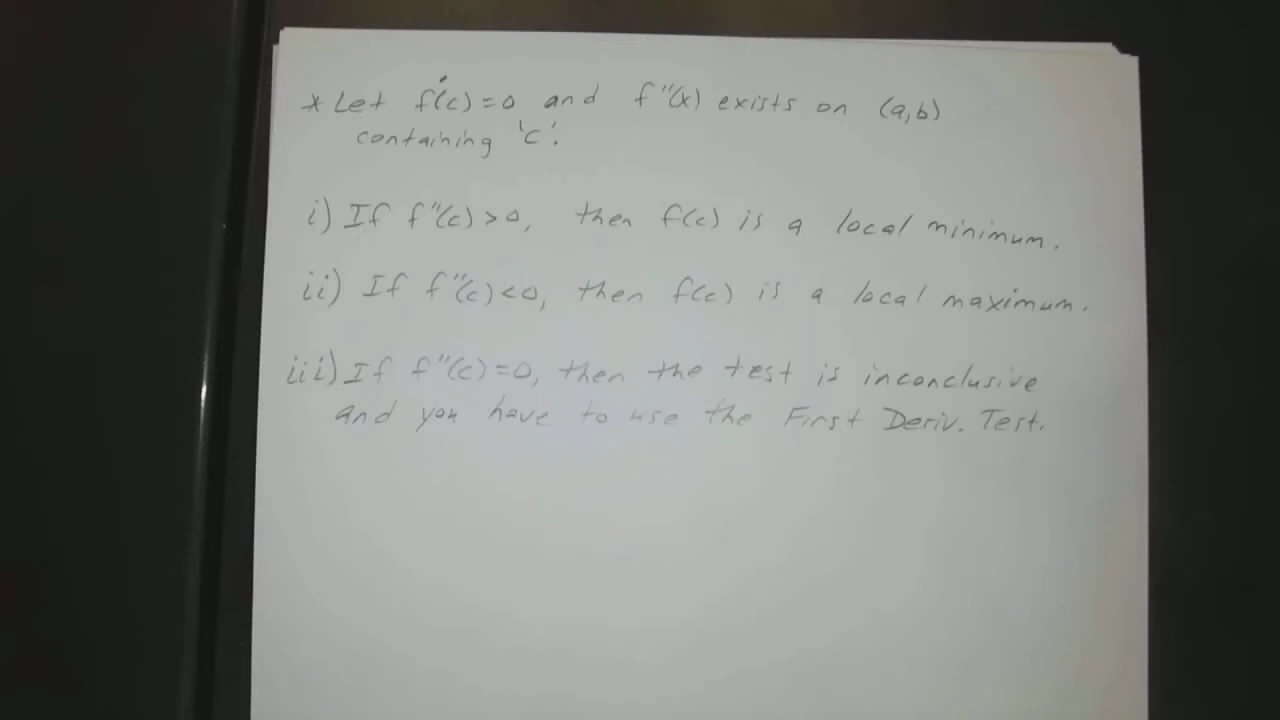 * Let f'(c) = 0 and f''(x) exists on (a,b)
containing 'c'.
i) If f''(c) > 0, then f(c) is a local minimum.
ii) If f''(c) < 0, then f(c) is a local maximum.
iii) If f''(c) = 0, then the test is inconclusive
and you have to use the First Deriv. Test.